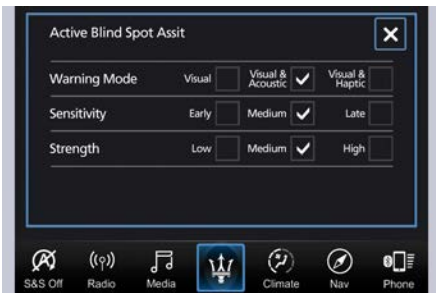 Active Blind Spot Assit
Warning Mode Visual Visual & Acoustic Visual & Haptic
Sensitivity Early Medium Late
Strength Low Medium High
S&S Off Radio Media Climate Nav Phone